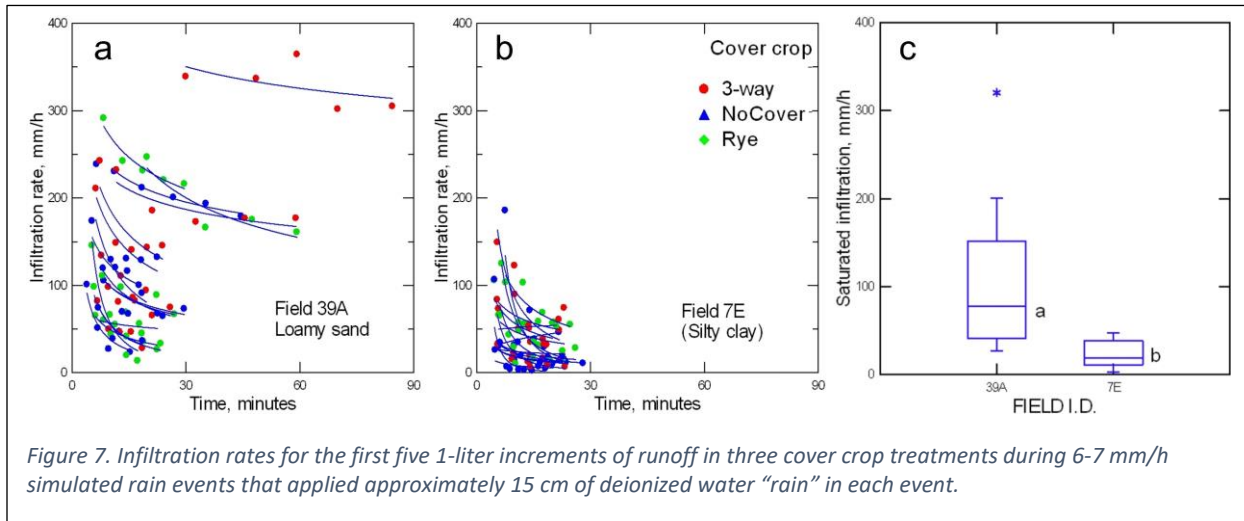 400
300
200
100
0
Infiltration rate, mm/h
a
Field 39A
Loamy sand
0
30
60
90
Time, minutes
400
300
200
100
0
Infiltration rate, mm/h
b
Cover crop
3-way
NoCover
Rye
Field 7E
(Silty clay)
0
30
60
90
Time, minutes
400
300
200
100
0
Saturated infiltration, mm/h
c
*
a
b
39A
7E
FIELD I.D.
Figure 7. Infiltration rates for the first five 1-liter increments of runoff in three cover crop treatments during 6-7 mm/h
simulated rain events that applied approximately 15 cm of deionized water “rain” in each event.